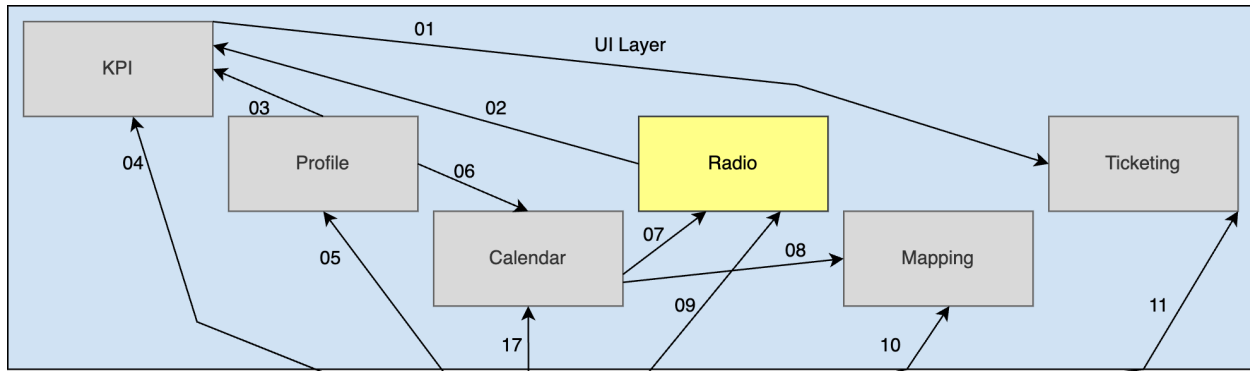 01
UI Layer
KPI
02
03
04
Profile
Radio
Ticketing
06
05
07
Calendar
08
Mapping
09
11
17
10